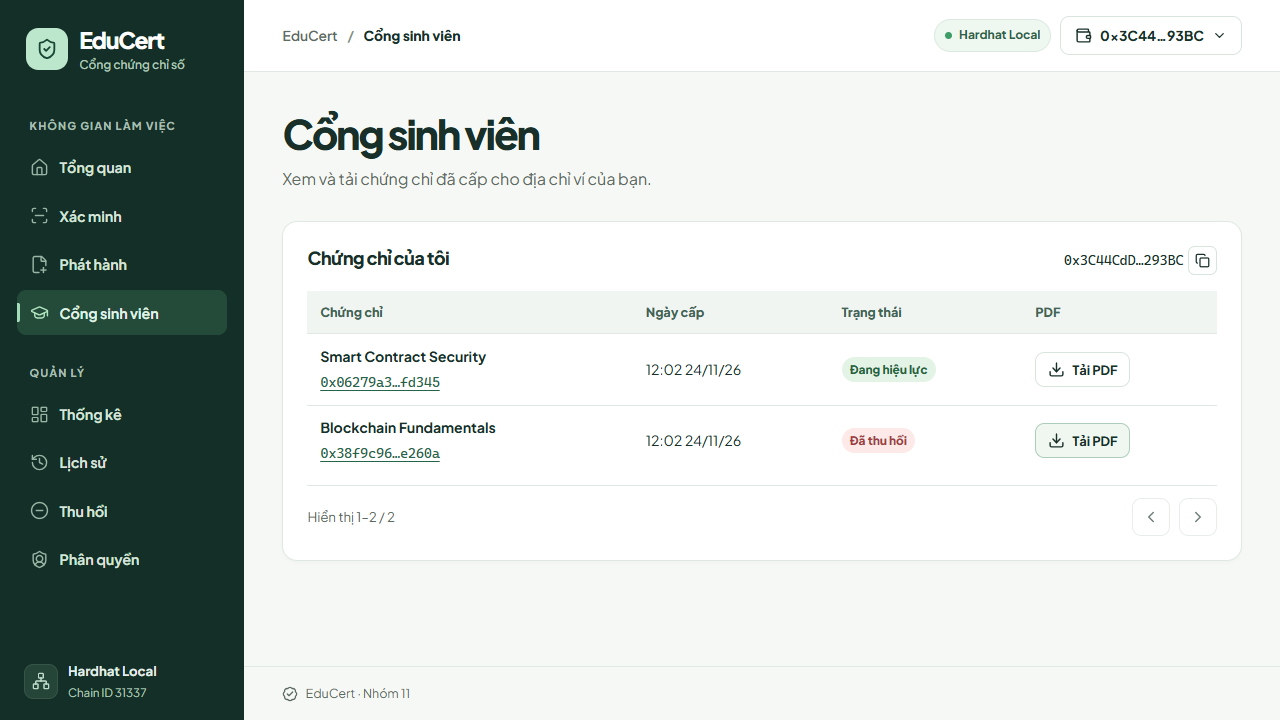 EduCert
Cổng chứng chỉ số
KHÔNG GIAN LÀM VIỆC
Tổng quan
Xác minh
Phát hành
Cổng sinh viên
QUẢN LÝ
Thống kê
Lịch sử
Thu hồi
Phân quyền
Hardhat Local
Chain ID 31337
EduCert / Cổng sinh viên
Hardhat Local
0×3C44…93BC
Cổng sinh viên
Xem và tải chứng chỉ đã cấp cho địa chỉ ví của bạn.
Chứng chỉ của tôi
0x3C44CdD…293BC
Chứng chỉ Ngày cấp Trạng thái PDF
Smart Contract Security
0x06279a3…fd345
12:02 24/11/26
Đang hiệu lực
Tải PDF
Blockchain Fundamentals
0x38f9c96…e260a
12:02 24/11/26
Đã thu hồi
Tải PDF
Hiển thị 1–2 / 2
EduCert · Nhóm 11